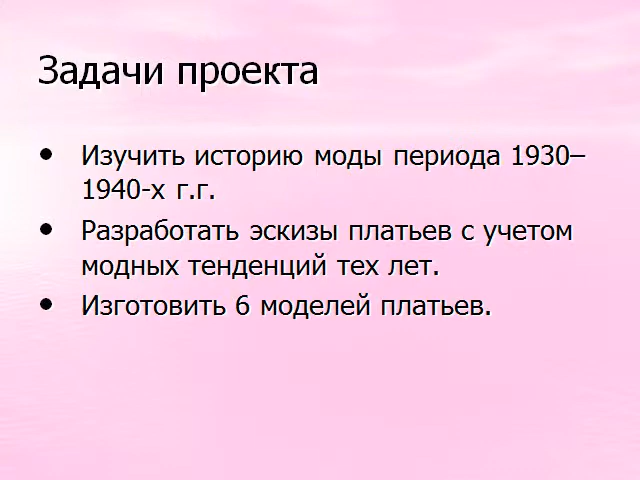 Задачи проекта
• Изучить историю моды периода 1930–
1940-х г.г.
• Разработать эскизы платьев с учетом
модных тенденций тех лет.
• Изготовить 6 моделей платьев.